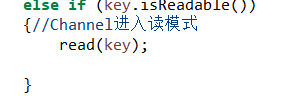 else if (key.isReadable())
{//Channel进入读模式
read(key);
}